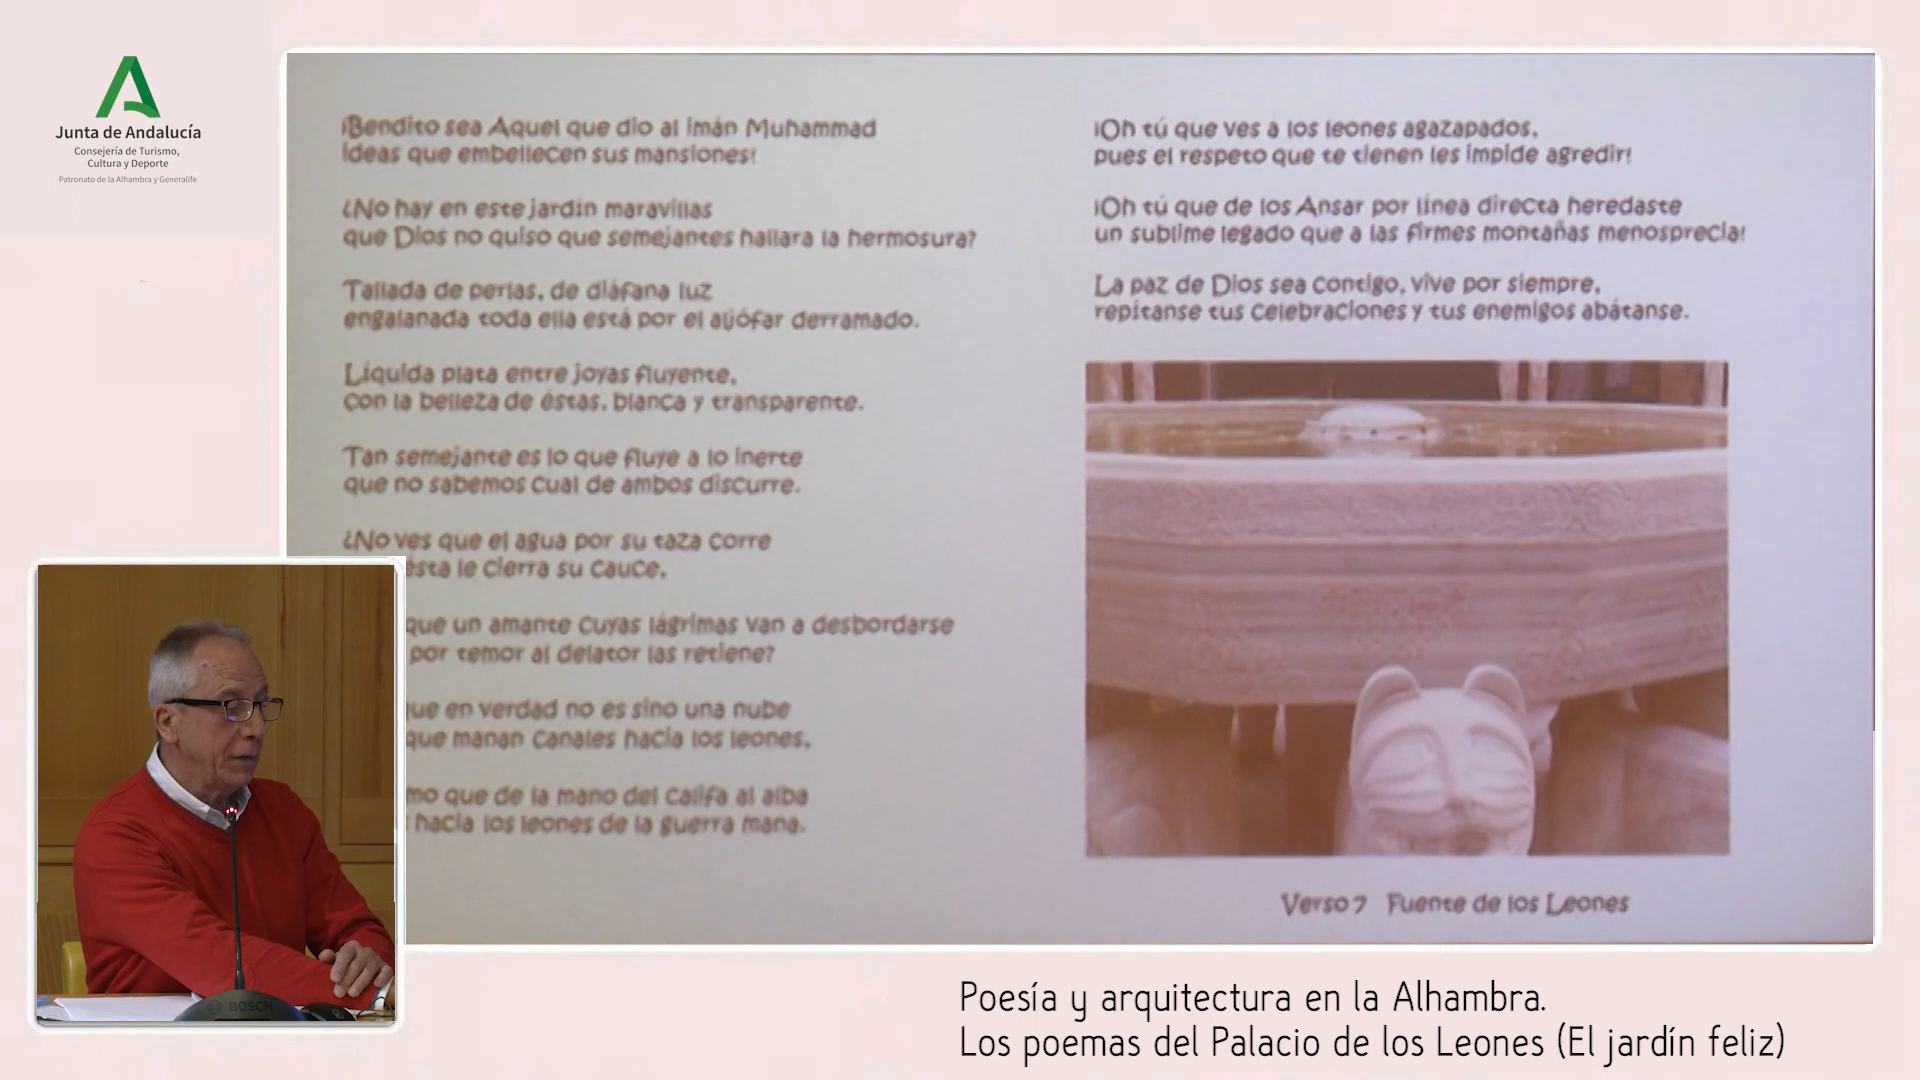 Junta de Andalucía
Consejería de Turismo,
Cultura y Deporte
Patronato de la Alhambra y Generalife
¡Bendito sea Aquel que dio al imán Muhammad
ideas que embellecen sus mansiones!
¿No hay en este jardín maravillas
que Dios no quiso que semejantes hallara la hermosura?
Tallada de perlas, de diáfana luz
engalanada toda ella está por el aljófar derramado.
Líquida plata entre joyas fluyente,
con la belleza de éstas, blanca y transparente.
Tan semejante es lo que fluye a lo inerte
que no sabemos cual de ambos discurre.
¿No ves que el agua por su taza corre
ésta le cierra su cauce,
que un amante cuyas lágrimas van a desbordarse
por temor al delator las retiene?
que en verdad no es sino una nube
que manan canales hacia los leones,
que de la mano del califa al alba
hacia los leones de la guerra mana.
¡Oh tú que ves a los leones agazapados,
pues el respeto que te tienen les impide agredir!
¡Oh tú que de los Ansar por línea directa heredaste
un sublime legado que a las firmes montañas menosprecia!
La paz de Dios sea contigo, vive por siempre,
repítanse tus celebraciones y tus enemigos abátanse.
Verso 7 Fuente de los Leones
BOSCH
Poesía y arquitectura en la Alhambra.
Los poemas del Palacio de los Leones (El jardín feliz)